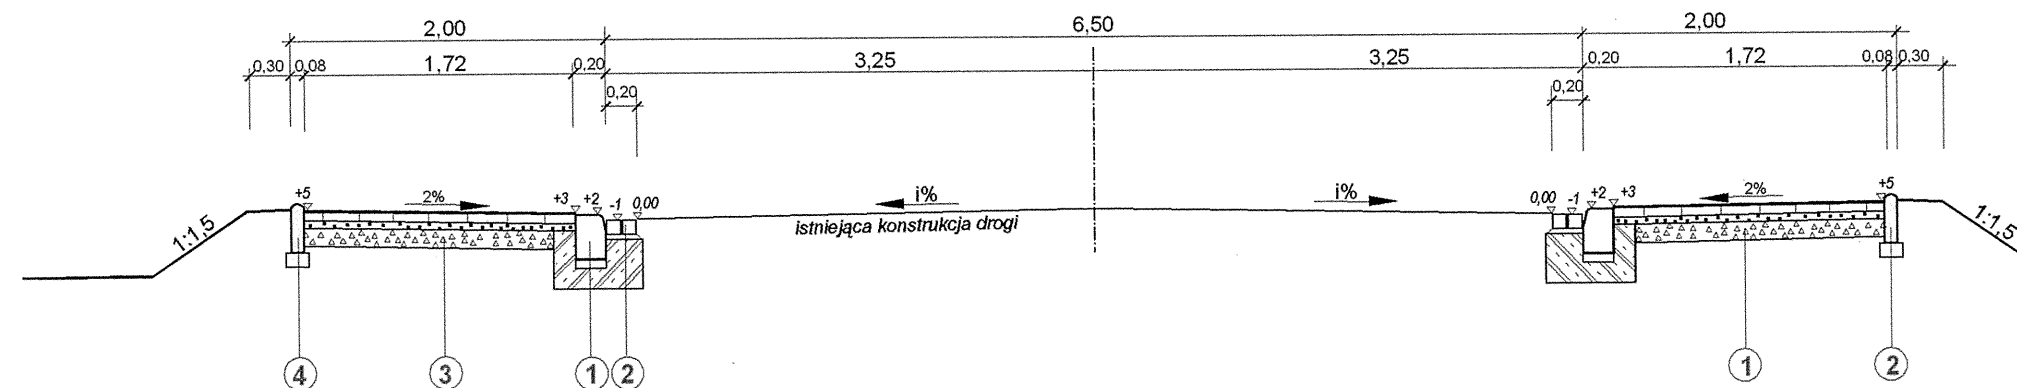 2,00 6,50 2,00
0,30 0,08 1,72 0,20 3,25 3,25 0,20 1,72 0,08 0,30
0,20 0,20
+5 2% +3 +2 -1 0,00 i% i% 0,00 -1 +2 +3 2% +5
1:1,5 istniejąca konstrukcja drogi 1:1,5
4 3 1 2 1 2